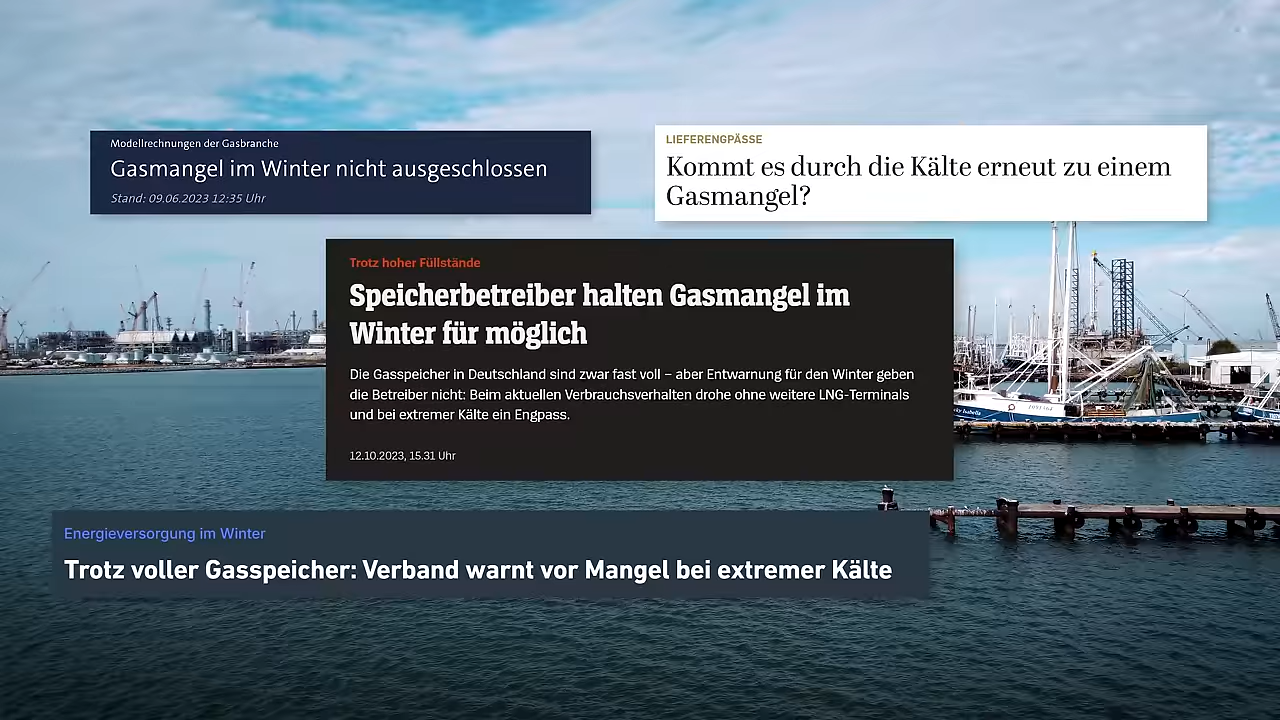 Modellrechnungen der Gasbranche
Gasmangel im Winter nicht ausgeschlossen
Stand: 09.06.2023 12:35 Uhr
LIEFERENGPÄSSE
Kommt es durch die Kälte erneut zu einem
Gasmangel?
Trotz hoher Füllstände
Speicherbetreiber halten Gasmangel im
Winter für möglich
Die Gasspeicher in Deutschland sind zwar fast voll – aber Entwarnung für den Winter geben
die Betreiber nicht: Beim aktuellen Verbrauchsverhalten drohe ohne weitere LNG-Terminals
und bei extremer Kälte ein Engpass.
12.10.2023, 15.31 Uhr
Energieversorgung im Winter
Trotz voller Gasspeicher: Verband warnt vor Mangel bei extremer Kälte